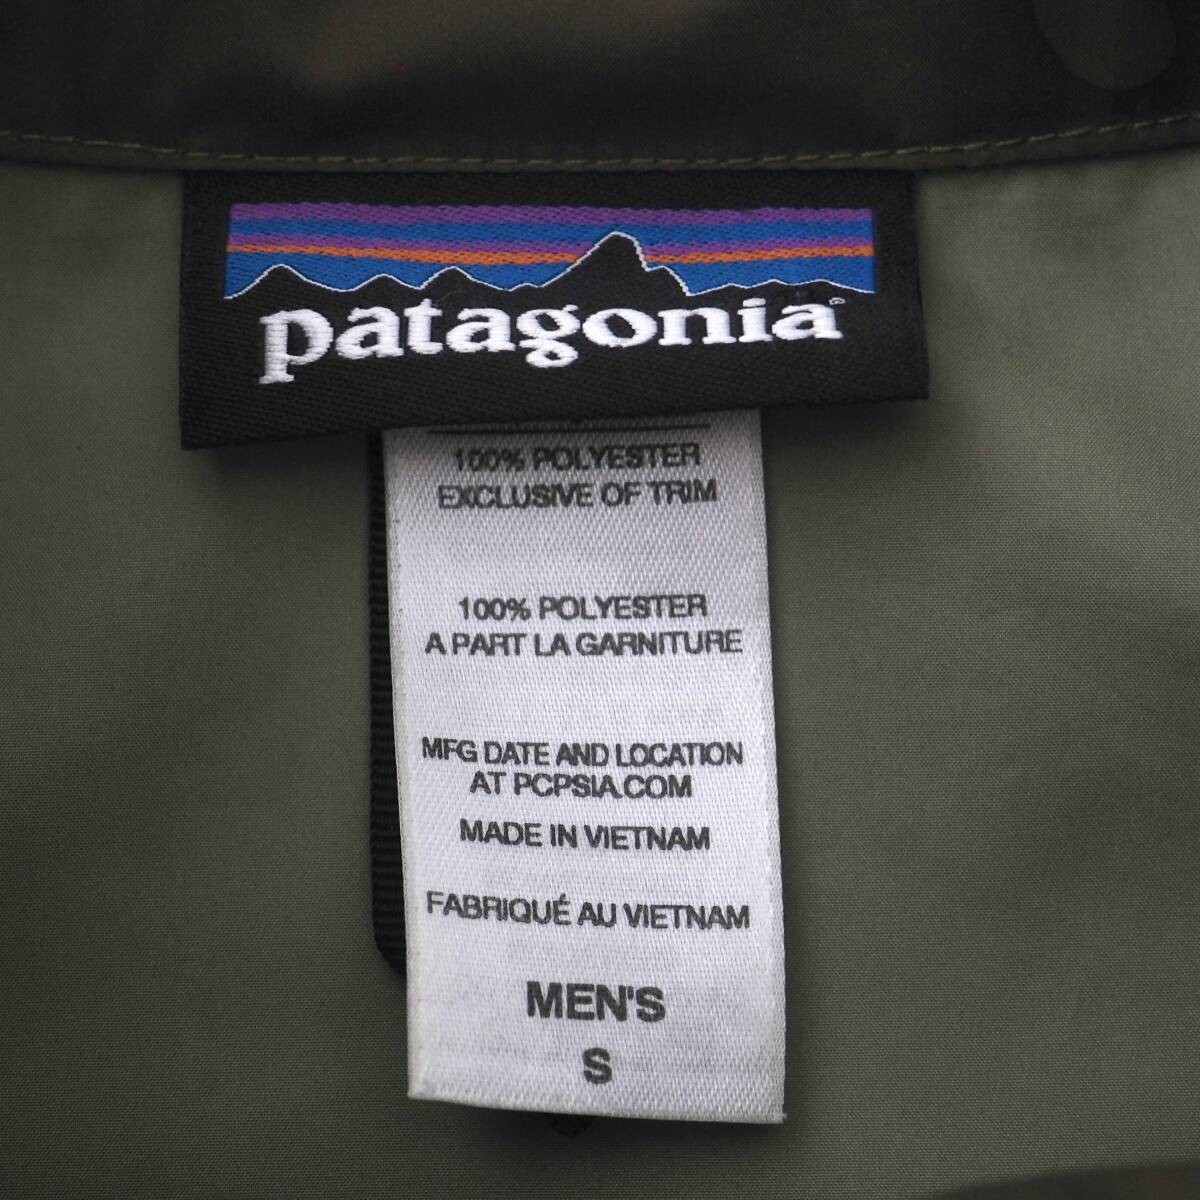 patagonia®
100% POLYESTER
EXCLUSIVE OF TRIM
100% POLYESTER
A PART LA GARNITURE
MFG DATE AND LOCATION
AT PCPSIA.COM
MADE IN VIETNAM
FABRIQUÉ AU VIETNAM
MEN'S
S